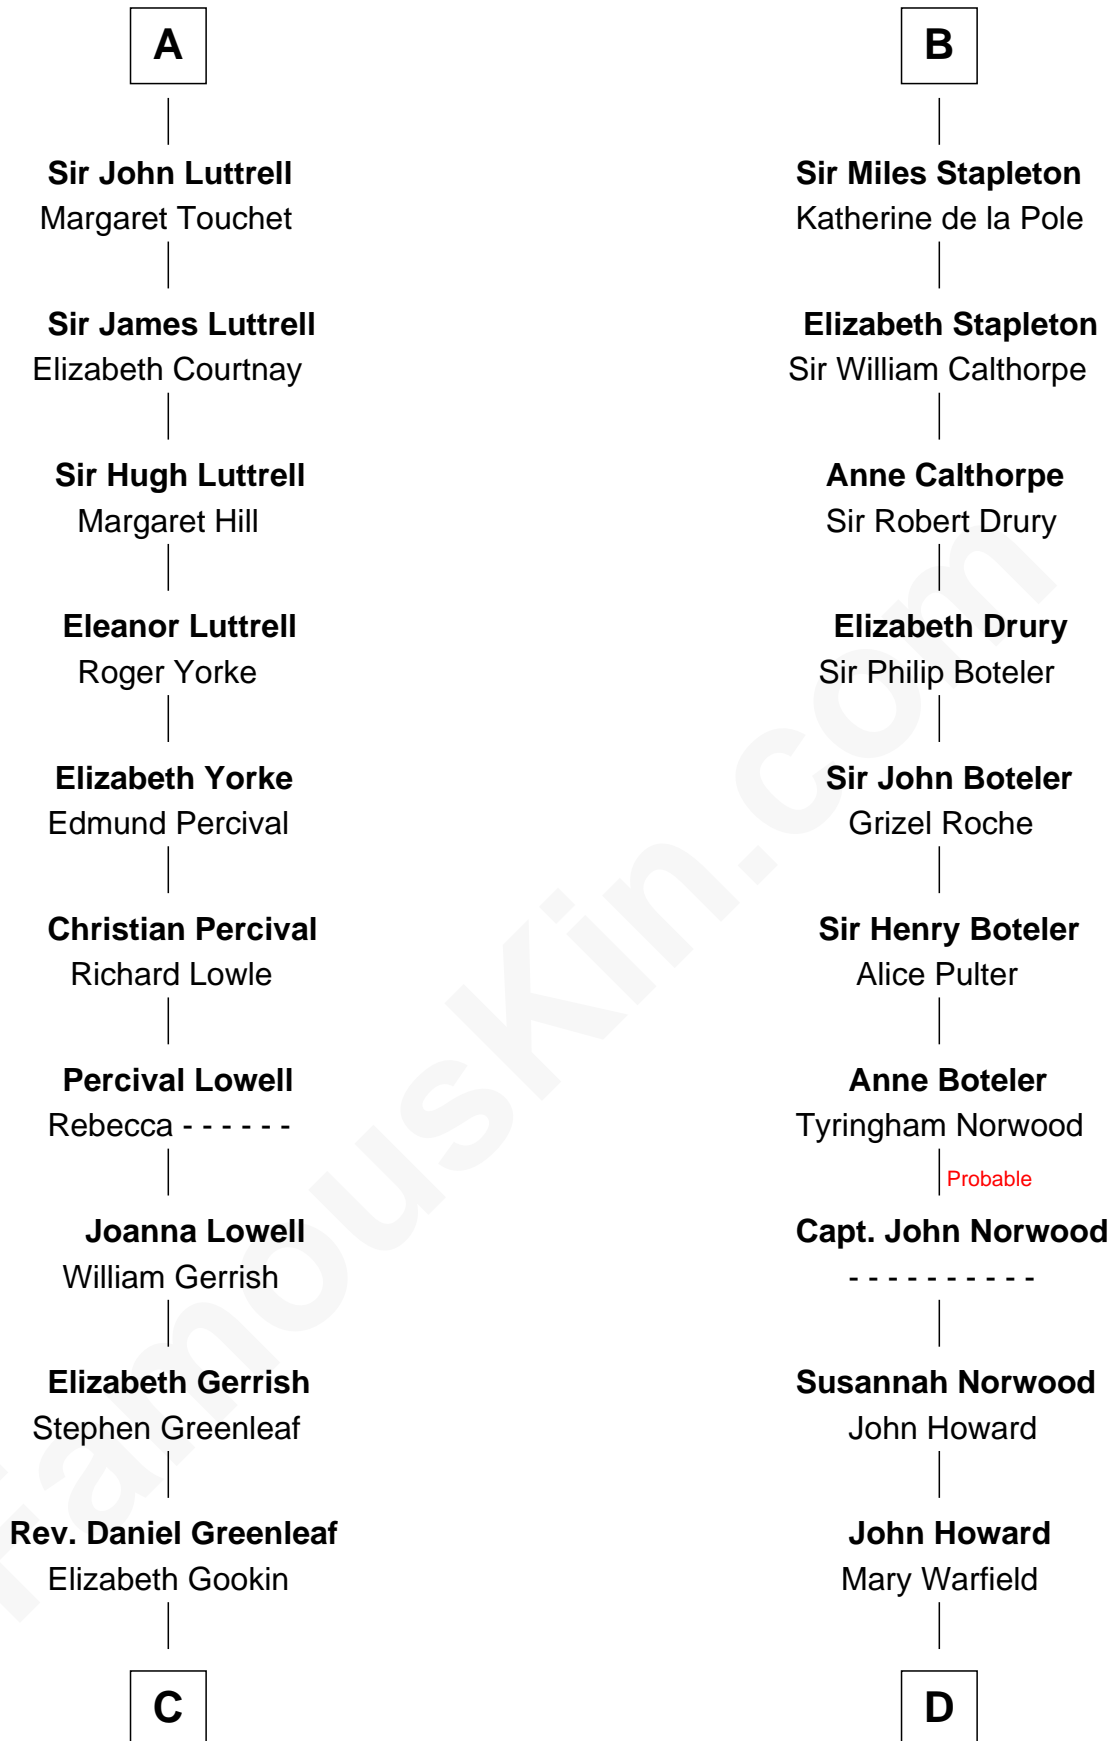 A
Sir John Luttrell
Margaret Touchet
Sir James Luttrell
Elizabeth Courtnay
Sir Hugh Luttrell
Margaret Hill
Eleanor Luttrell
Roger Yorke
Elizabeth Yorke
Edmund Percival
Christian Percival
Richard Lowle
Percival Lowell
Rebecca - - - - - -
Joanna Lowell
William Gerrish
Elizabeth Gerrish
Stephen Greenleaf
Rev. Daniel Greenleaf
Elizabeth Gookin
C
B
Sir Miles Stapleton
Katherine de la Pole
Elizabeth Stapleton
Sir William Calthorpe
Anne Calthorpe
Sir Robert Drury
Elizabeth Drury
Sir Philip Boteler
Sir John Boteler
Grizel Roche
Sir Henry Boteler
Alice Pulter
Anne Boteler
Tyringham Norwood
Probable
Capt. John Norwood
- - - - - - - - - -
Susannah Norwood
John Howard
John Howard
Mary Warfield
D
FamousKin.com